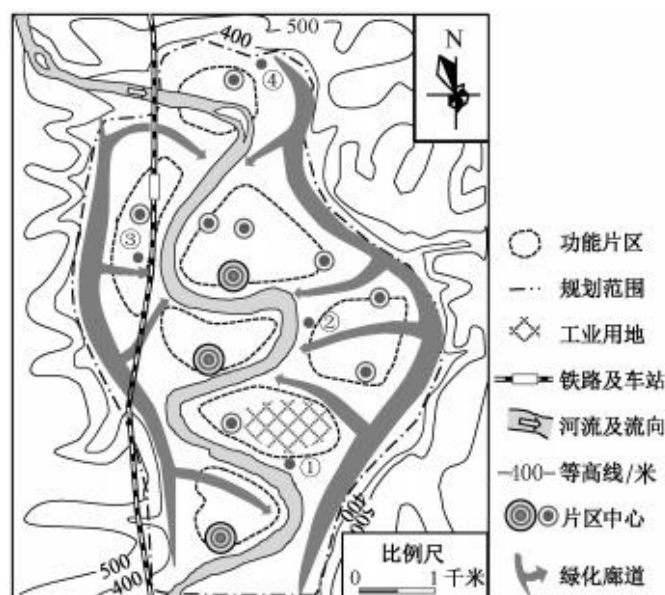 400
500
N
④
③
②
①
400
500
500
400
比例尺
0 1 千米
功能片区
规划范围
工业用地
铁路及车站
河流及流向
400 等高线/米
片区中心
绿化廊道